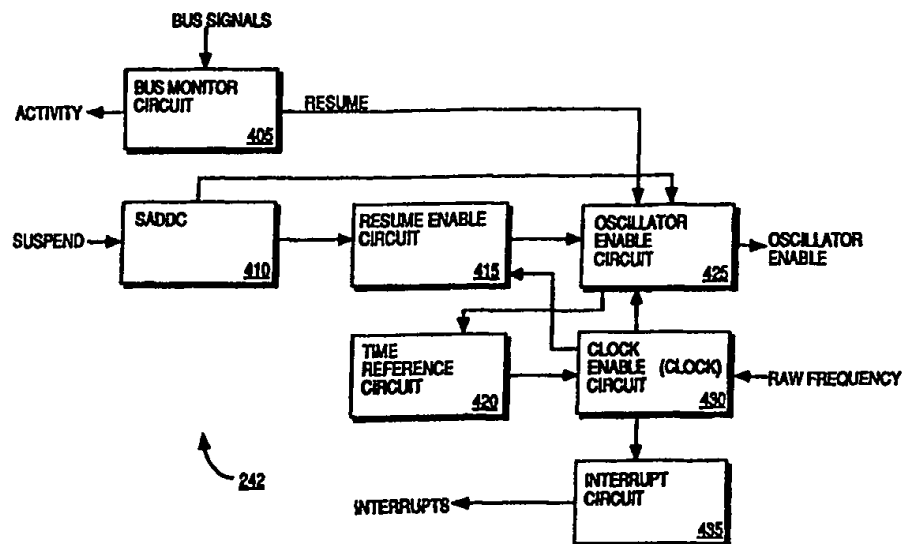 BUS SIGNALS
BUS MONITOR
CIRCUIT
405
ACTIVITY
RESUME
SADDC
410
SUSPEND
RESUME ENABLE
CIRCUIT
415
OSCILLATOR
ENABLE
CIRCUIT
425
OSCILLATOR
ENABLE
TIME
REFERENCE
CIRCUIT
420
CLOCK
ENABLE (CLOCK)
CIRCUIT
430
RAW FREQUENCY
242
INTERRUPTS
INTERRUPT
CIRCUIT
435